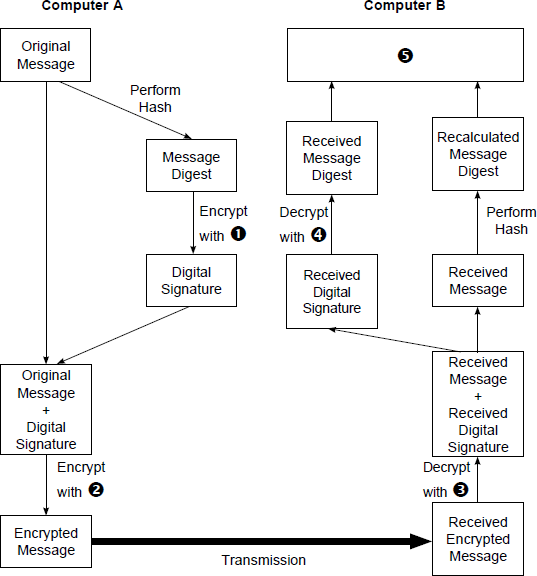 Computer A
Original
Message
Perform
Hash
Message
Digest
Encrypt
with ❶
Digital
Signature
Original
Message
+
Digital
Signature
Encrypt
with ❷
Encrypted
Message
Transmission
Computer B
❺
Received
Message
Digest
Recalculated
Message
Digest
Decrypt
with ❹
Perform
Hash
Received
Digital
Signature
Received
Message
Received
Message
+
Received
Digital
Signature
Decrypt
with ❸
Received
Encrypted
Message